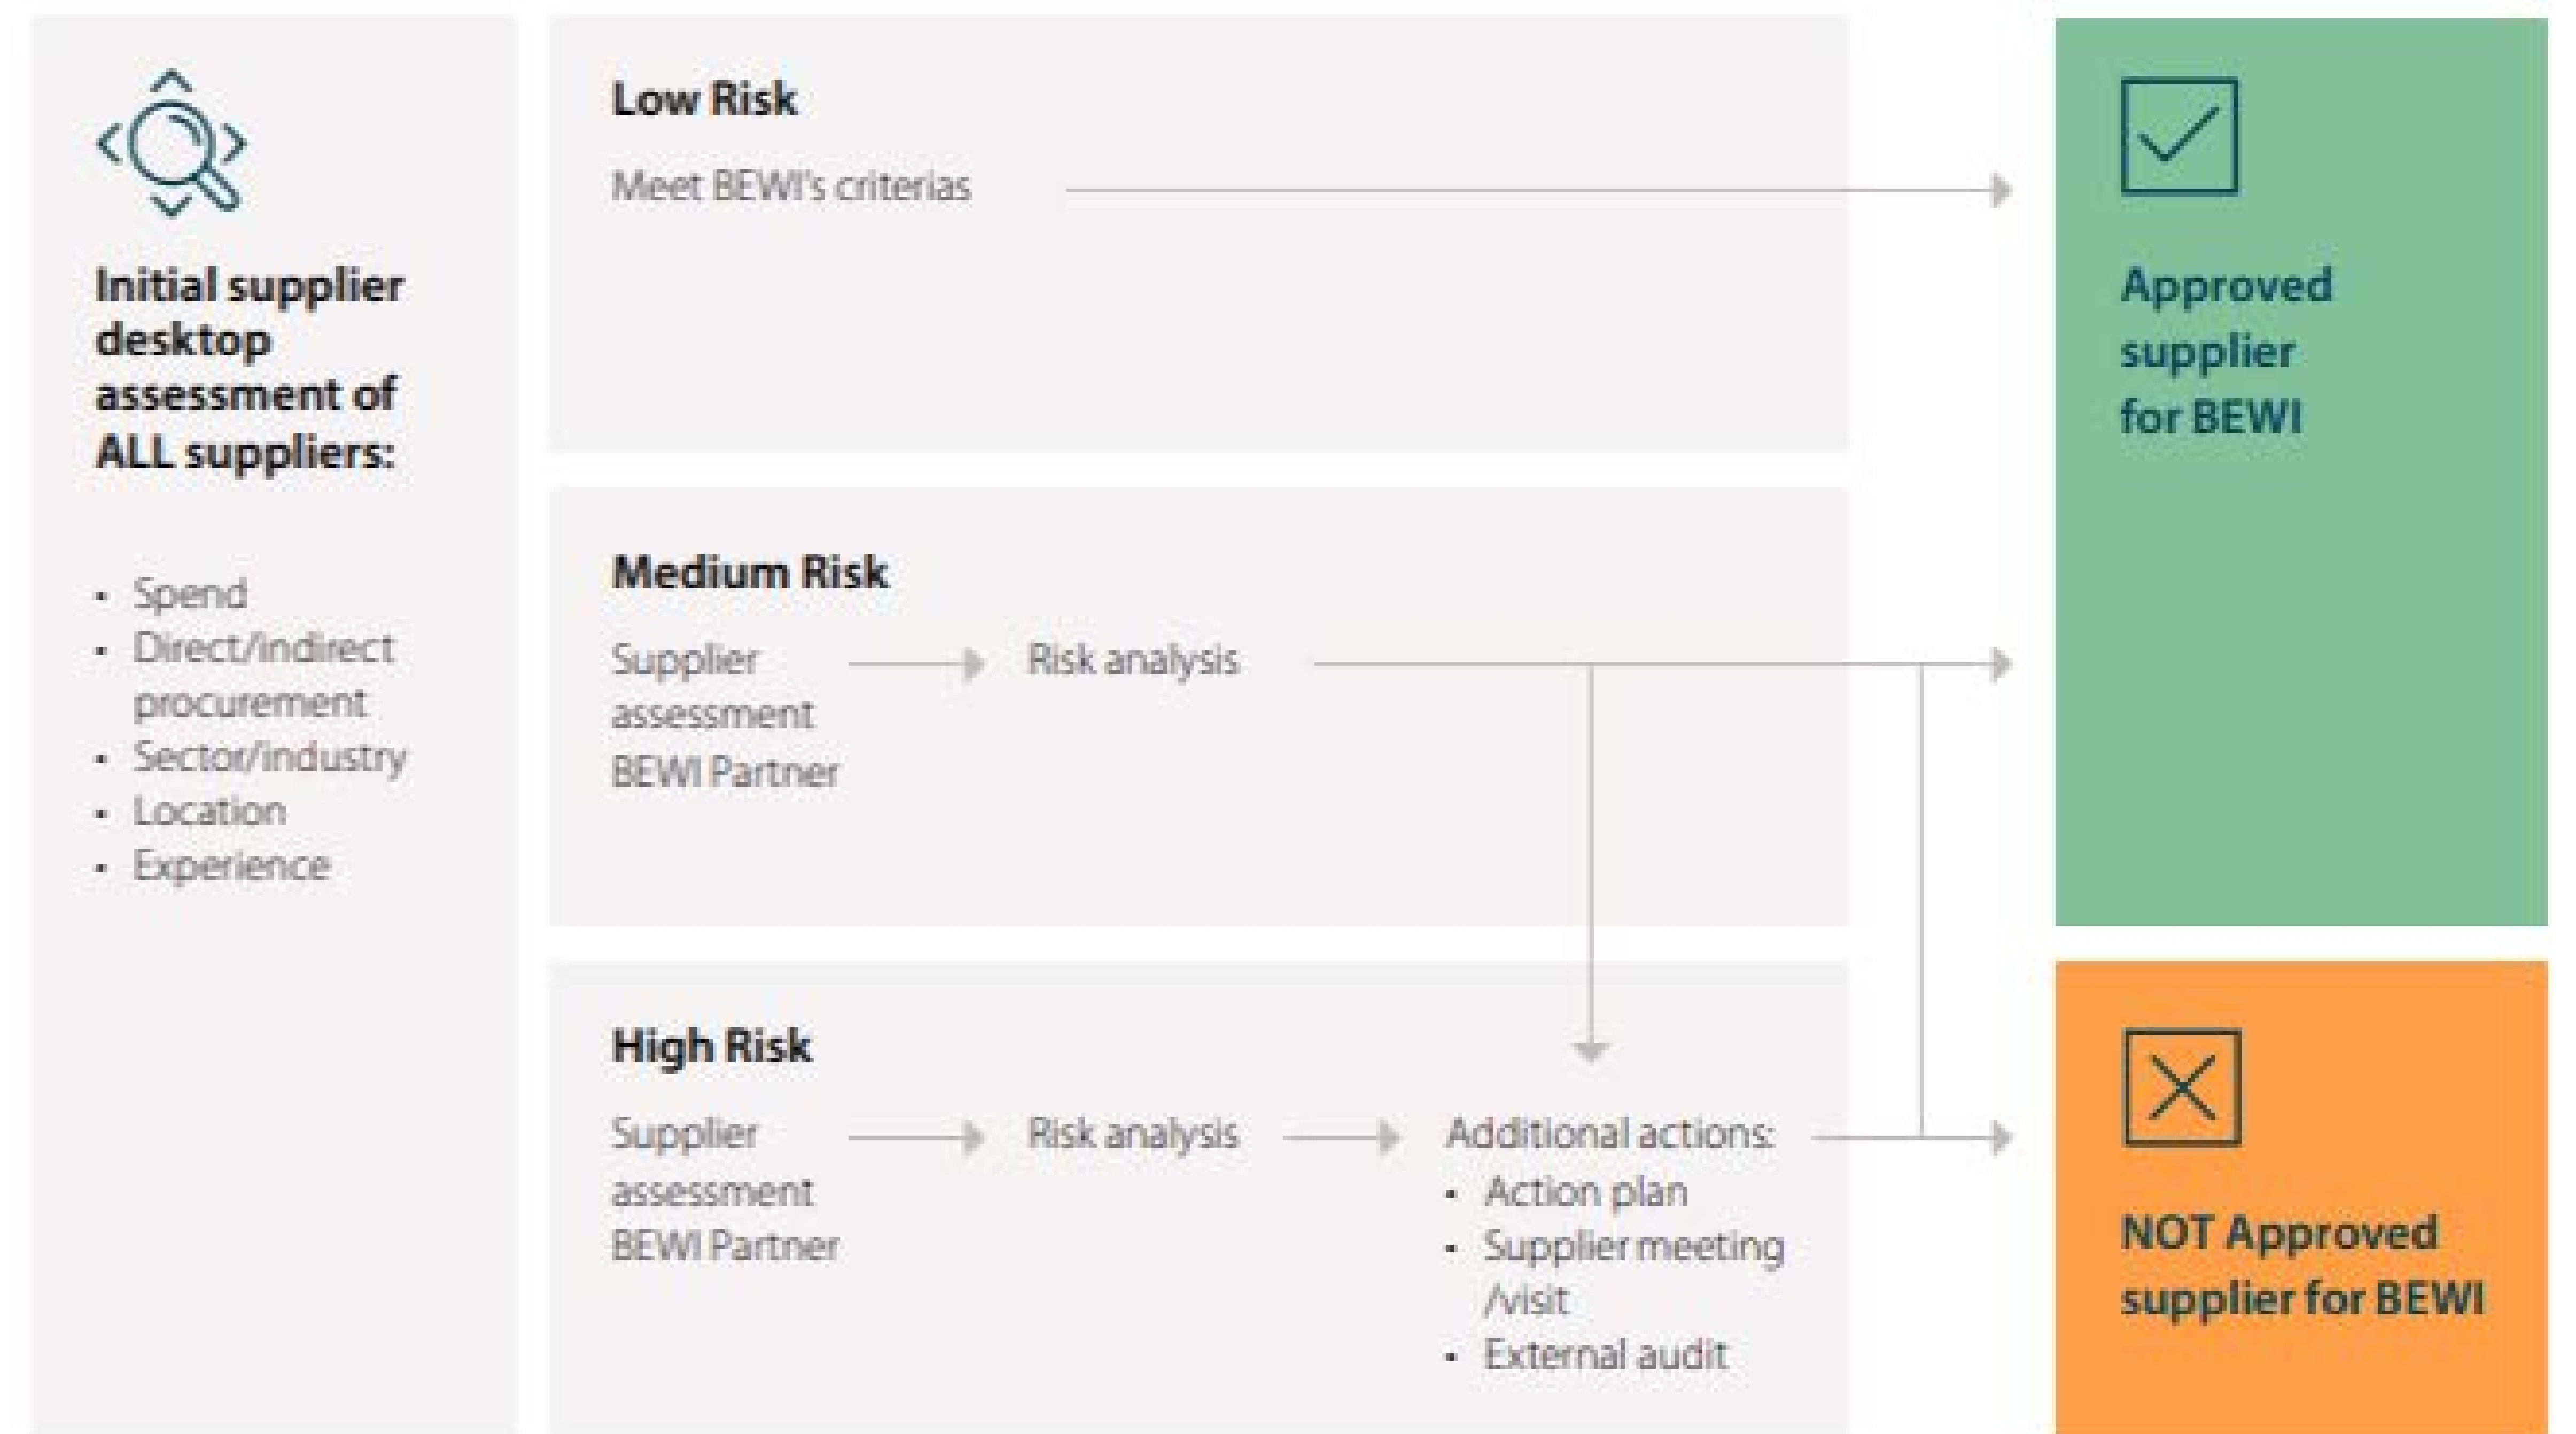 Initial supplier
desktop
assessment of
ALL suppliers:
• Spend
• Direct/indirect
procurement
• Sector/industry
• Location
• Experience
Low Risk
Meet BEWI's criterias
Medium Risk
Supplier
assessment
BEWI Partner
Risk analysis
High Risk
Supplier
assessment
BEWI Partner
Risk analysis
Additional actions:
• Action plan
• Supplier meeting
/visit
• External audit
Approved
supplier
for BEWI
NOT Approved
supplier for BEWI